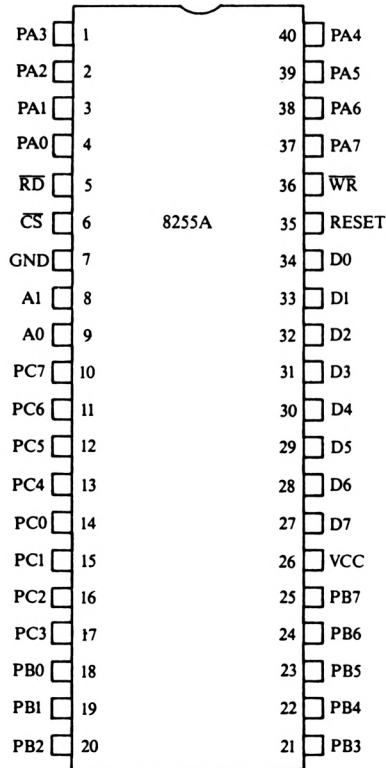 PA3 1 40 PA4
PA2 2 39 PA5
PA1 3 38 PA6
PA0 4 37 PA7
R̅D̅ 5 36 W̅R̅
C̅S̅ 6 8255A 35 RESET
GND 7 34 D0
A1 8 33 D1
A0 9 32 D2
PC7 10 31 D3
PC6 11 30 D4
PC5 12 29 D5
PC4 13 28 D6
PC0 14 27 D7
PC1 15 26 VCC
PC2 16 25 PB7
PC3 17 24 PB6
PB0 18 23 PB5
PB1 19 22 PB4
PB2 20 21 PB3